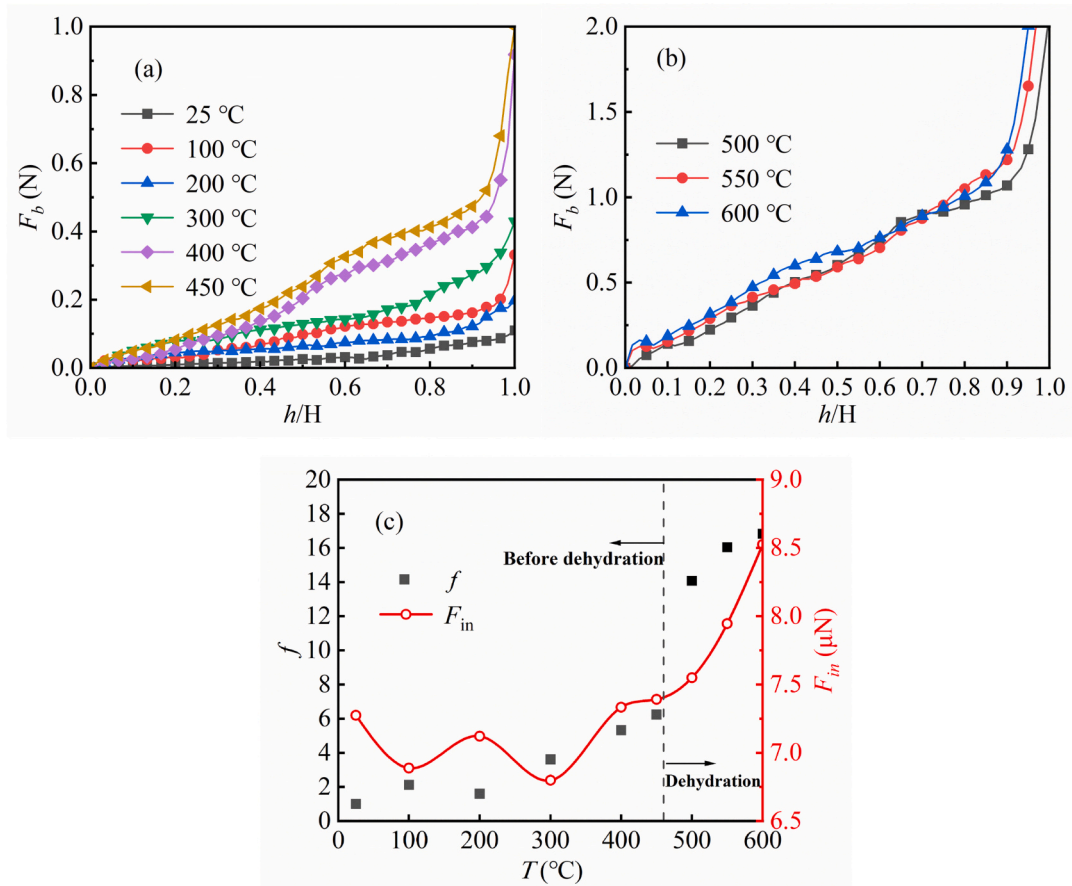 (a)
25 °C
100 °C
200 °C
300 °C
400 °C
450 °C
F_b (N)
1.0
0.8
0.6
0.4
0.2
0.0
0.0 0.2 0.4 0.6 0.8 1.0
h/H
(b)
500 °C
550 °C
600 °C
F_b (N)
2.0
1.5
1.0
0.5
0.0
0.0 0.1 0.2 0.3 0.4 0.5 0.6 0.7 0.8 0.9 1.0
h/H
(c)
f
F_in
Before dehydration
Dehydration
f
20
18
16
14
12
10
8
6
4
2
0
0 100 200 300 400 500 600
T (°C)
9.0
8.5
8.0
7.5
7.0
6.5
F_in (μN)